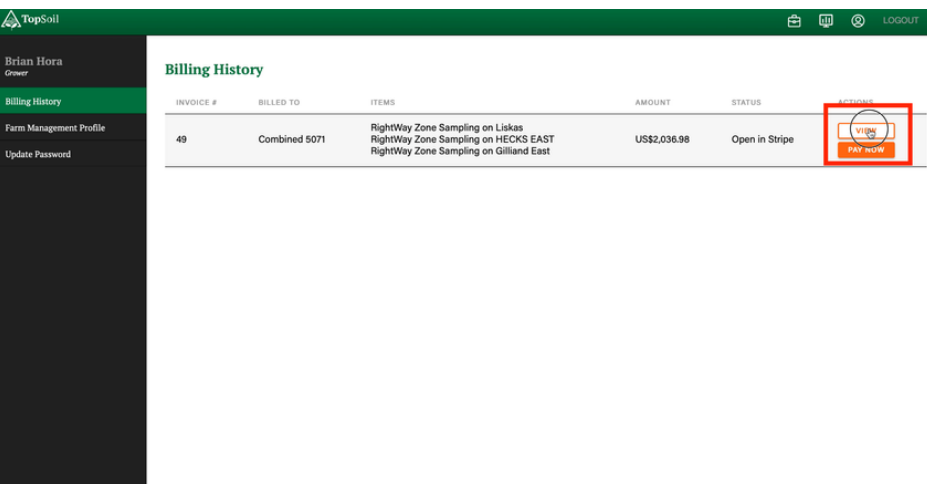 TopSoil
LOGOUT
Brian Hora
Grower
Billing History
Farm Management Profile
Update Password
Billing History
INVOICE # BILLED TO ITEMS AMOUNT STATUS ACTIONS
49 Combined 5071 RightWay Zone Sampling on Liskas
RightWay Zone Sampling on HECKS EAST US$2,036.98 Open in Stripe
RightWay Zone Sampling on Gilliand East
VIEW
PAY NOW